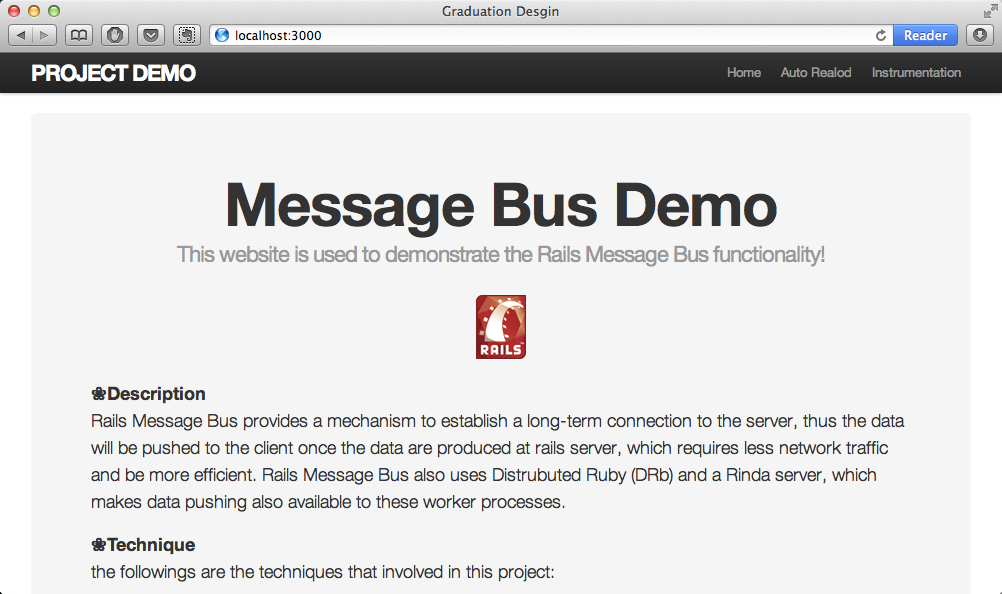 Graduation Desgin
localhost:3000
Reader
PROJECT DEMO
Home
Auto Realod
Instrumentation
Message Bus Demo
This website is used to demonstrate the Rails Message Bus functionality!
RAILS
❀Description
Rails Message Bus provides a mechanism to establish a long-term connection to the server, thus the data
will be pushed to the client once the data are produced at rails server, which requires less network traffic
and be more efficient. Rails Message Bus also uses Distrubuted Ruby (DRb) and a Rinda server, which
makes data pushing also available to these worker processes.
❀Technique
the followings are the techniques that involved in this project: